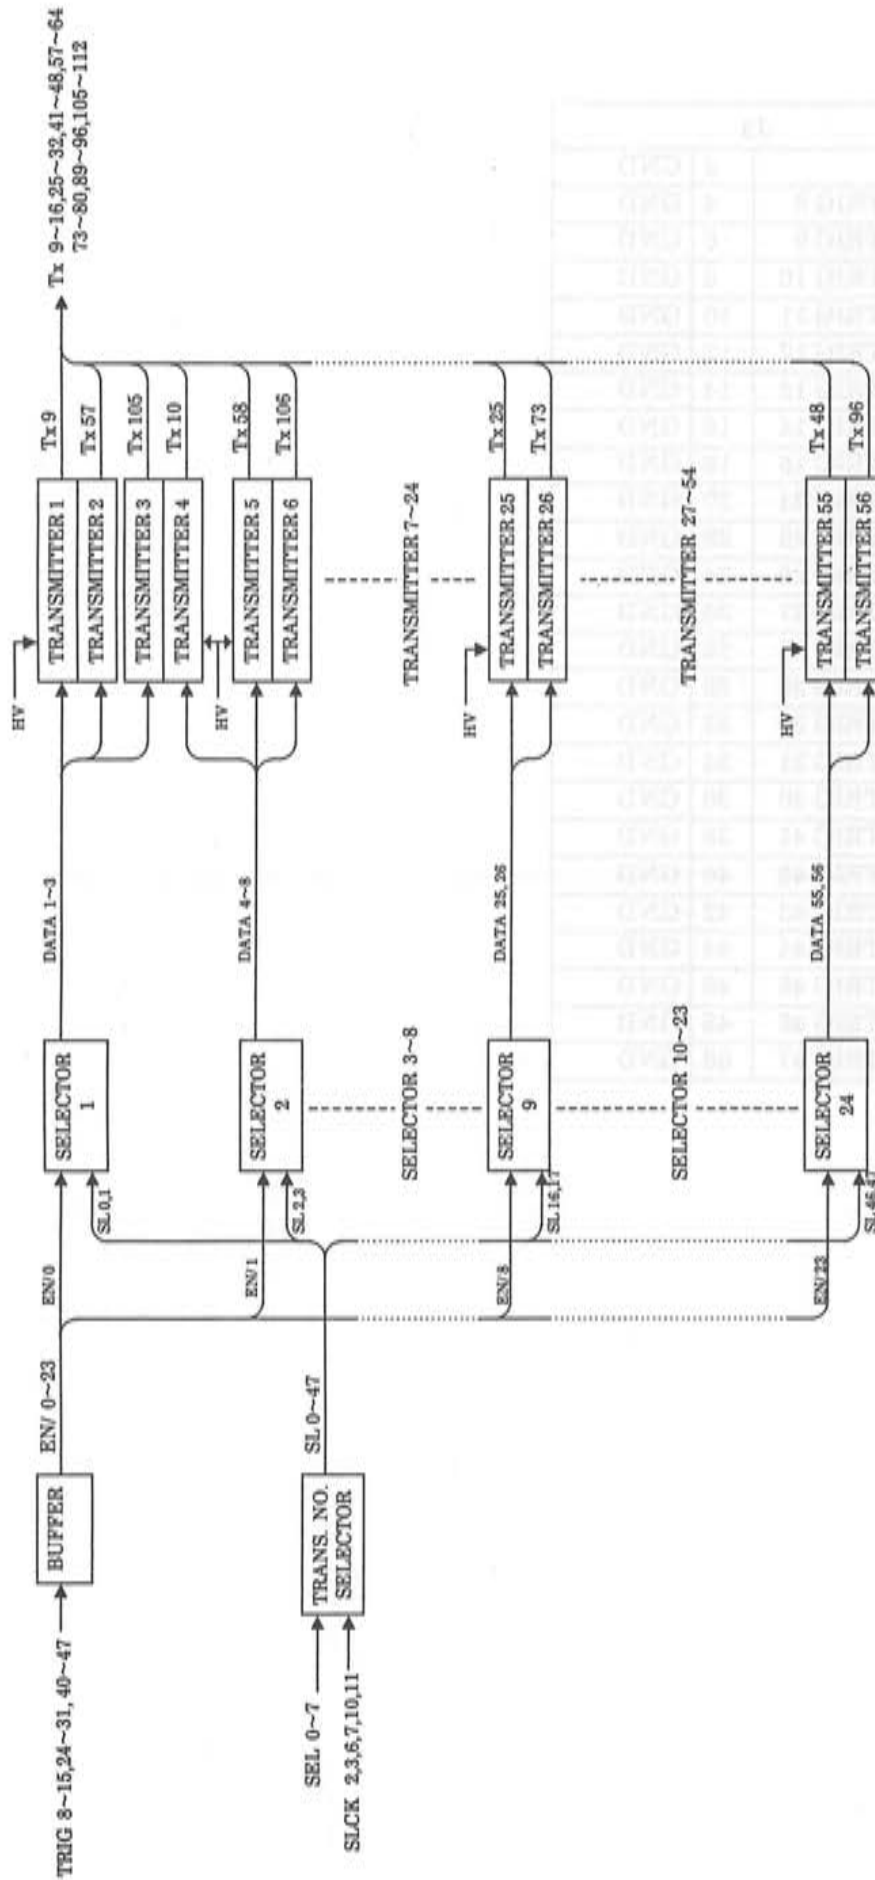 TRIG 8~15,24~31, 40~47
BUFFER
EN/ 0~23
SEL 0~7
SLCK 2,3,6,7,10,11
TRANS. NO.
SELECTOR
SL 0~47
EN/0
SL 0,1
SELECTOR
1
DATA 1~3
EN/1
SL 2,3
SELECTOR
2
DATA 4~8
SELECTOR 3~8
EN/8
SL 16,17
SELECTOR
9
DATA 25,26
SELECTOR 10~23
EN/23
SL 46,47
SELECTOR
24
DATA 55,56
HV
TRANSMITTER 1
TRANSMITTER 2
TRANSMITTER 3
TRANSMITTER 4
HV
TRANSMITTER 5
TRANSMITTER 6
TRANSMITTER 7~24
HV
TRANSMITTER 25
TRANSMITTER 26
TRANSMITTER 27~54
HV
TRANSMITTER 55
TRANSMITTER 56
Tx 9
Tx 57
Tx 105
Tx 10
Tx 58
Tx 106
Tx 25
Tx 73
Tx 48
Tx 96
Tx 9~16,25~32,41~48,57~64
73~80,89~96,105~112